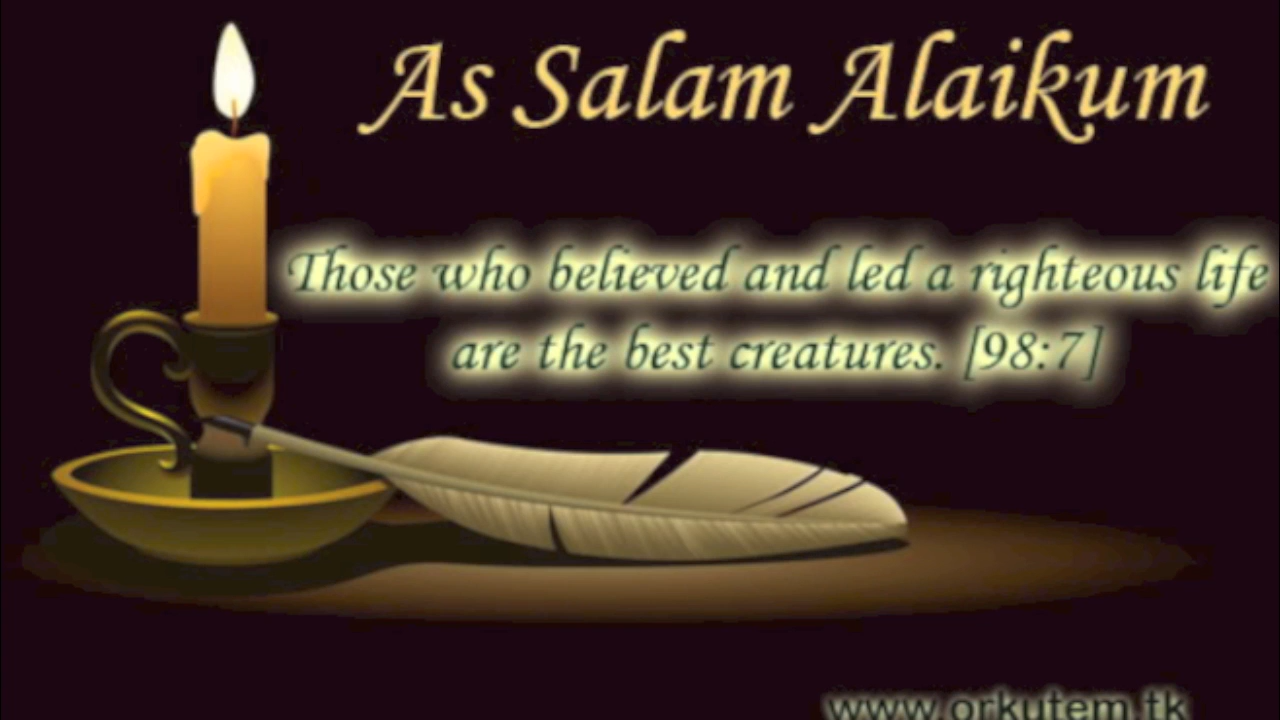 As Salam Alaikum
Those who believed and led a righteous life
are the best creatures. [98:7]
www.orkutem.tk